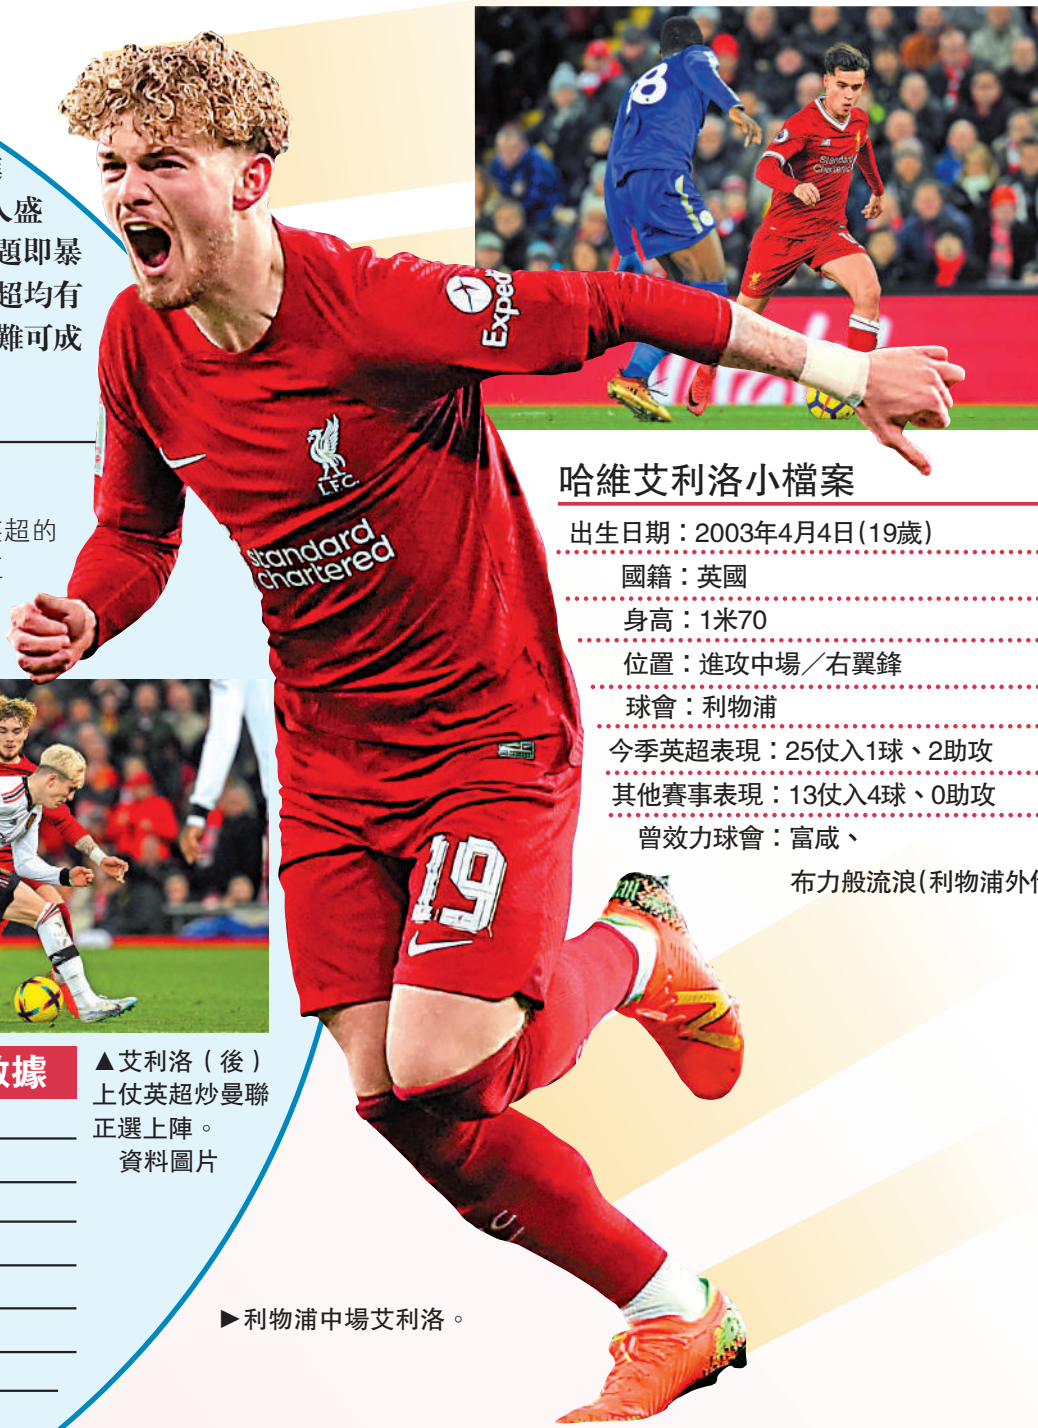 人盛
題即暴
超均有
難可成
超的
8
Standard
Chartered
Exped
L.F.C.
standard
chartered
19
哈維艾利洛小檔案
出生日期：2003年4月4日(19歲)
國籍：英國
身高：1米70
位置：進攻中場／右翼鋒
球會：利物浦
今季英超表現：25仗入1球、2助攻
其他賽事表現：13仗入4球、0助攻
曾效力球會：富咸、
布力般流浪(利物浦外借
數據
▲艾利洛（後）
上仗英超炒曼聯
正選上陣。
資料圖片
▶利物浦中場艾利洛。